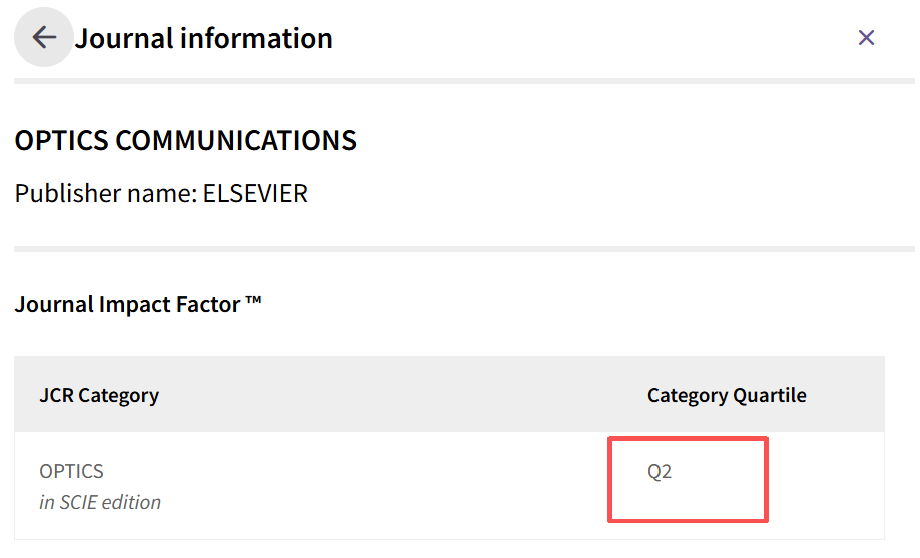 Journal information
OPTICS COMMUNICATIONS
Publisher name: ELSEVIER
Journal Impact Factor ™
JCR Category Category Quartile
OPTICS Q2
in SCIE edition